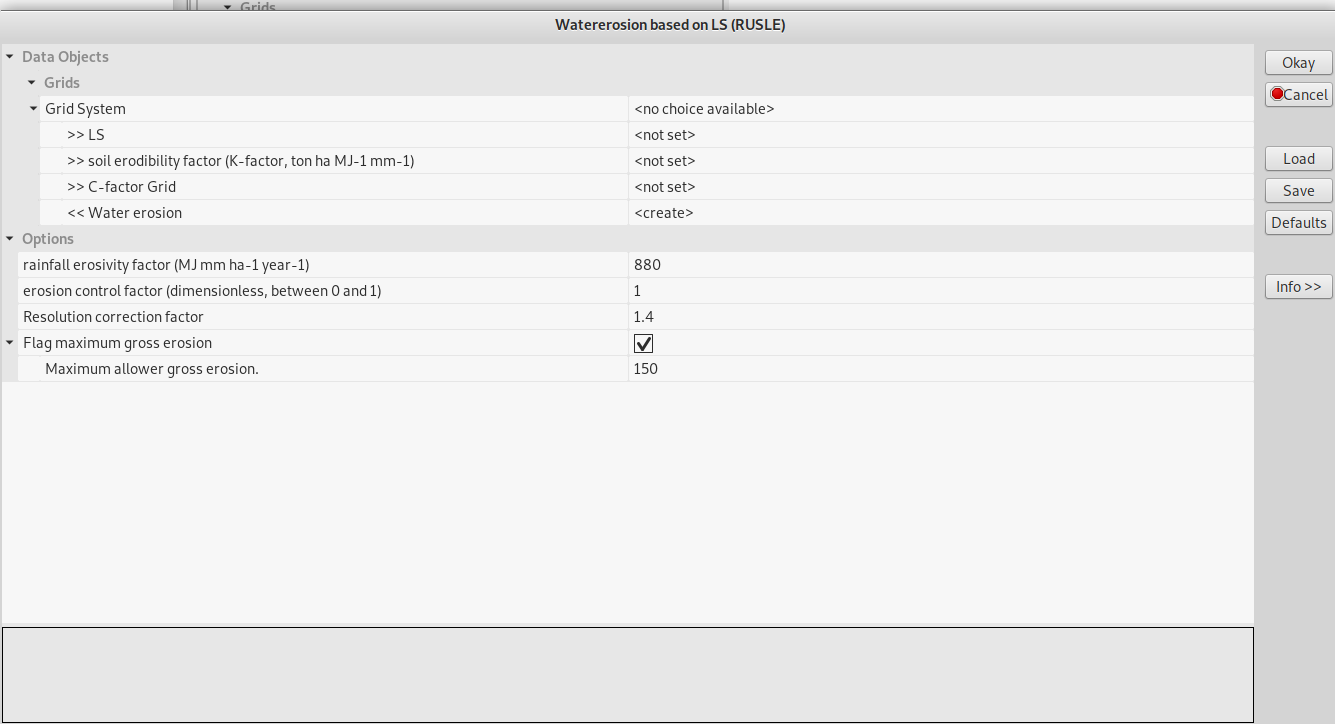 Grids
Watererosion based on LS (RUSLE)
Data Objects
Grids
Grid System <no choice available>
>> LS <not set>
>> soil erodibility factor (K-factor, ton ha MJ-1 mm-1) <not set>
>> C-factor Grid <not set>
<< Water erosion <create>
Options
rainfall erosivity factor (MJ mm ha-1 year-1) 880
erosion control factor (dimensionless, between 0 and 1) 1
Resolution correction factor 1.4
Flag maximum gross erosion
Maximum allower gross erosion. 150
Okay
Cancel
Load
Save
Defaults
Info >>